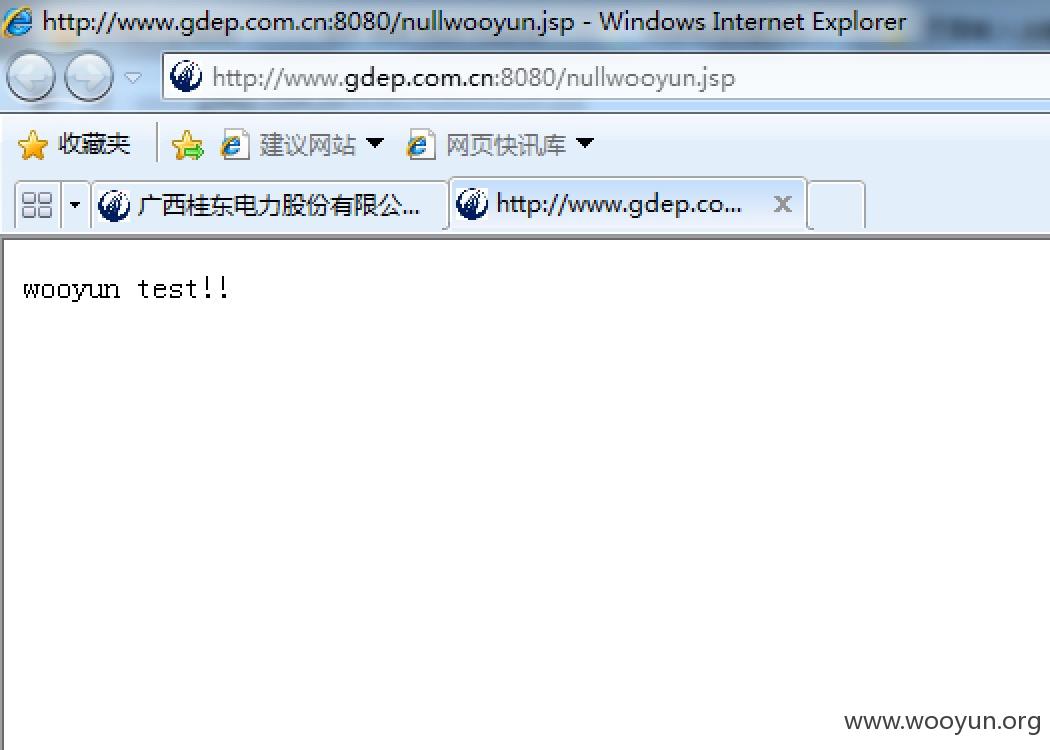 http://www.gdep.com.cn:8080/nullwooyun.jsp - Windows Internet Explorer
http://www.gdep.com.cn:8080/nullwooyun.jsp
收藏夹 建议网站 网页快讯库
广西桂东电力股份有限公... http://www.gdep.co... X
wooyun test!!
www.wooyun.org